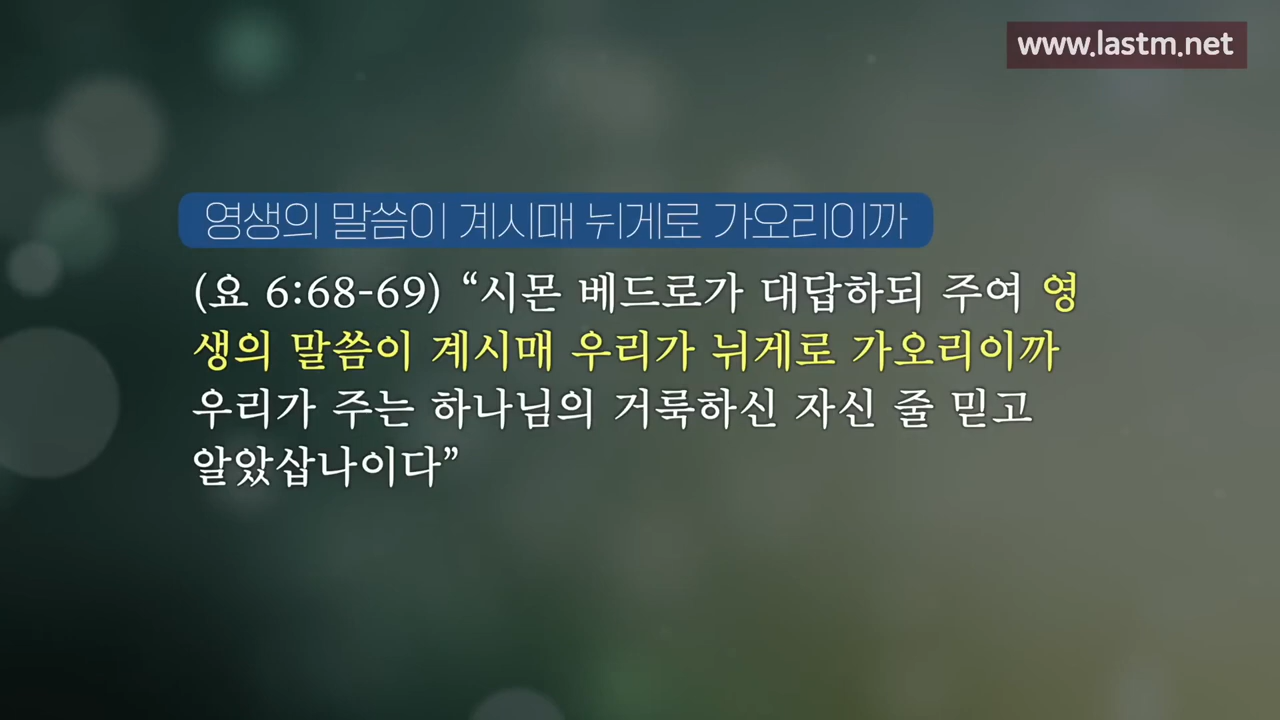 www.lastm.net
영생의 말씀이 계시매 뉘게로 가오리이까
(요 6:68-69) “시몬 베드로가 대답하되 주여 영
생의 말씀이 계시매 우리가 뉘게로 가오리이까
우리가 주는 하나님의 거룩하신 자신 줄 믿고
알았삽나이다”